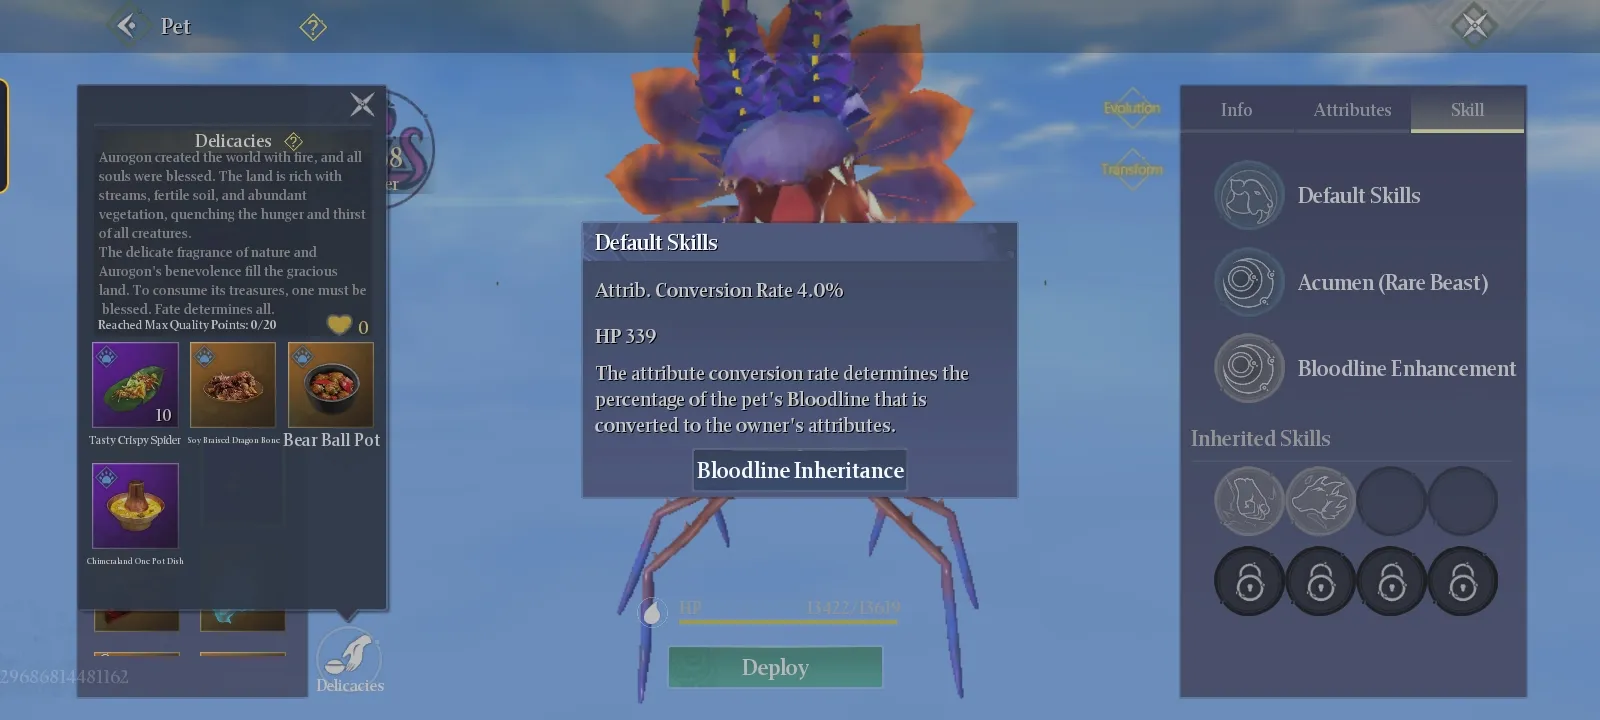 Pet
Delicacies
Aurogon created the world with fire, and all
souls were blessed. The land is rich with
streams, fertile soil, and abundant
vegetation, quenching the hunger and thirst
of all creatures.
The delicate fragrance of nature and
Aurogon's benevolence fill the gracious
land. To consume its treasures, one must be
blessed. Fate determines all.
Reached Max Quality Points: 0/20
0
10
Tasty Crispy Spider
Soy Braised Dragon Bone
Bear Ball Pot
Chimeraland One Pot Dish
29686814481162
Delicacies
Evolution
Transform
Default Skills
Attrib. Conversion Rate 4.0%
HP 339
The attribute conversion rate determines the
percentage of the pet's Bloodline that is
converted to the owner's attributes.
Bloodline Inheritance
HP 13422/13619
Deploy
Info Attributes Skill
Default Skills
Acumen (Rare Beast)
Bloodline Enhancement
Inherited Skills